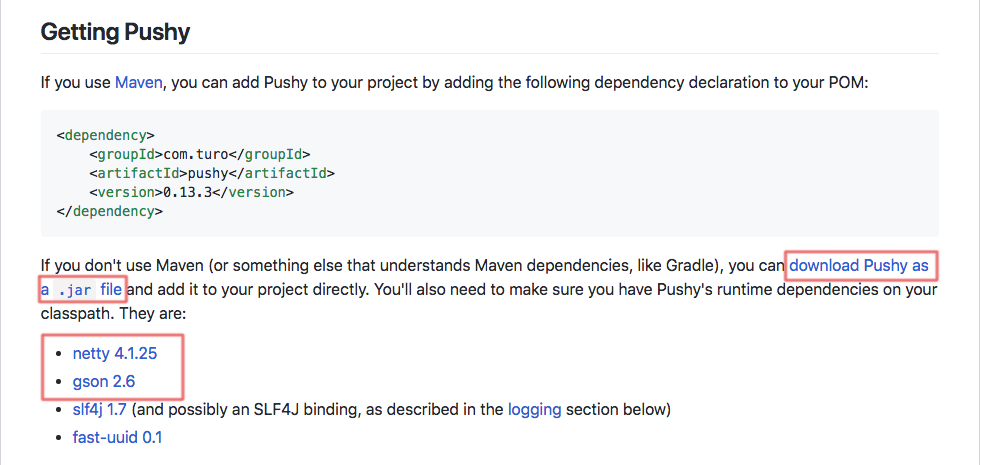 Getting Pushy
If you use Maven, you can add Pushy to your project by adding the following dependency declaration to your POM:
<dependency>
    <groupId>com.turo</groupId>
    <artifactId>pushy</artifactId>
    <version>0.13.3</version>
</dependency>
If you don't use Maven (or something else that understands Maven dependencies, like Gradle), you can download Pushy as
a .jar file and add it to your project directly. You'll also need to make sure you have Pushy's runtime dependencies on your
classpath. They are:
• netty 4.1.25
• gson 2.6
• slf4j 1.7 (and possibly an SLF4J binding, as described in the logging section below)
• fast-uuid 0.1